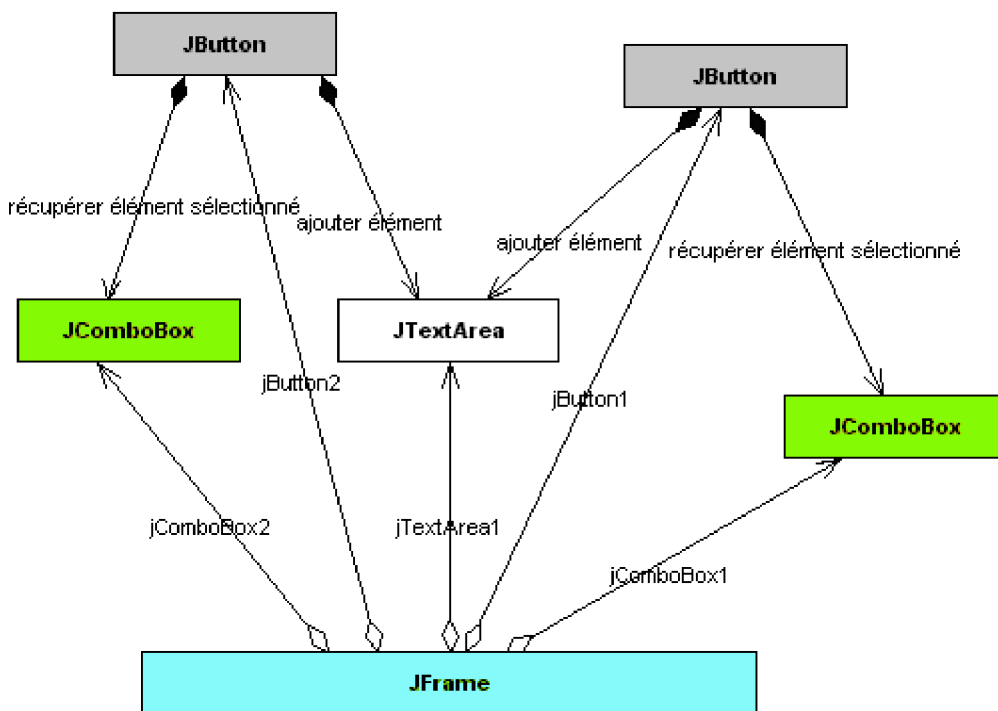 JButton
JButton
récupérer élément sélectionné
ajouter élément
ajouter élément
récupérer élément sélectionné
JComboBox
JTextArea
jButton2
jButton1
JComboBox
jComboBox2
jTextArea1
jComboBox1
JFrame